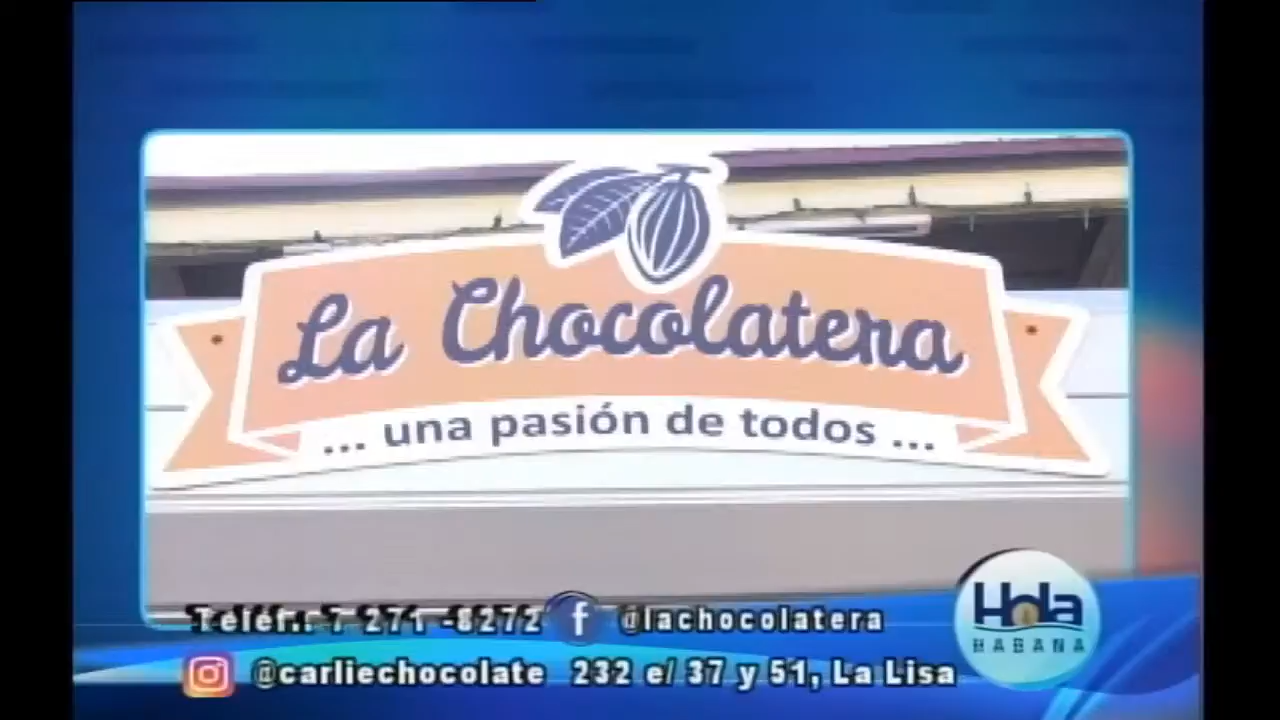 La Chocolatera
... una pasión de todos ...
Teléf.: 7 271 -8272 f @lachocolatera
@carliechocolate 232 e/ 37 y 51, La Lisa
Hola
HABANA